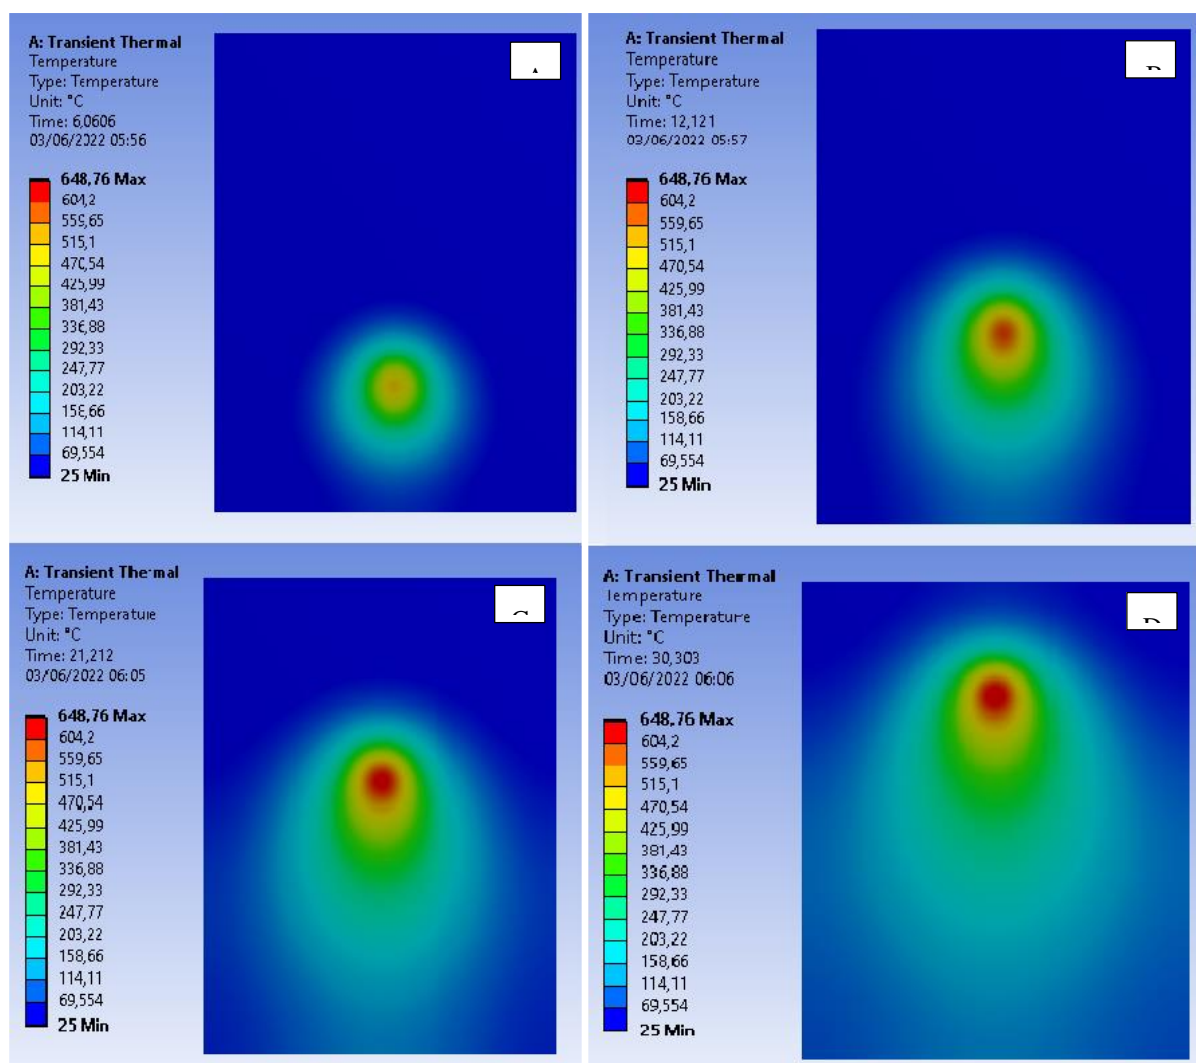 A: Transient Thermal
Temperature
Type: Temperature
Unit: °C
Time: 6,0606
03/06/2022 05:56
648,76 Max
604,2
559,65
515,1
470,54
425,99
381,43
336,88
292,33
247,77
203,22
158,66
114,11
69,554
25 Min
A: Transient Thermal
Temperature
Type: Temperature
Unit: °C
Time: 12,121
03/06/2022 05:57
648,76 Max
604,2
559,65
515,1
470,54
425,99
381,43
336,88
292,33
247,77
203,22
158,66
114,11
69,554
25 Min
A: Transient Thermal
Temperature
Type: Temperature
Unit: °C
Time: 21,212
03/06/2022 06:05
648,76 Max
604,2
559,65
515,1
470,54
425,99
381,43
336,88
292,33
247,77
203,22
158,66
114,11
69,554
25 Min
A: Transient Thermal
Temperature
Type: Temperature
Unit: °C
Time: 30,303
03/06/2022 06:06
648,76 Max
604,2
559,65
515,1
470,54
425,99
381,43
336,88
292,33
247,77
203,22
158,66
114,11
69,554
25 Min